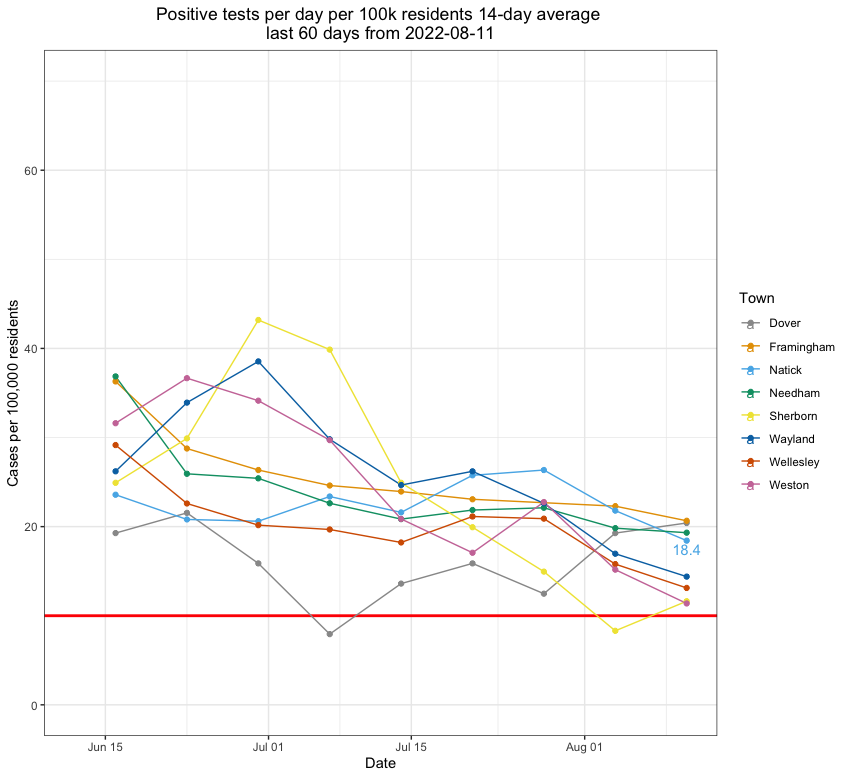 Positive tests per day per 100k residents 14-day average
last 60 days from 2022-08-11
Cases per 100,000 residents
60
40
20
0
18.4
Jun 15
Jul 01
Jul 15
Aug 01
Date
Town
a Dover
a Framingham
a Natick
a Needham
a Sherborn
a Wayland
a Wellesley
a Weston